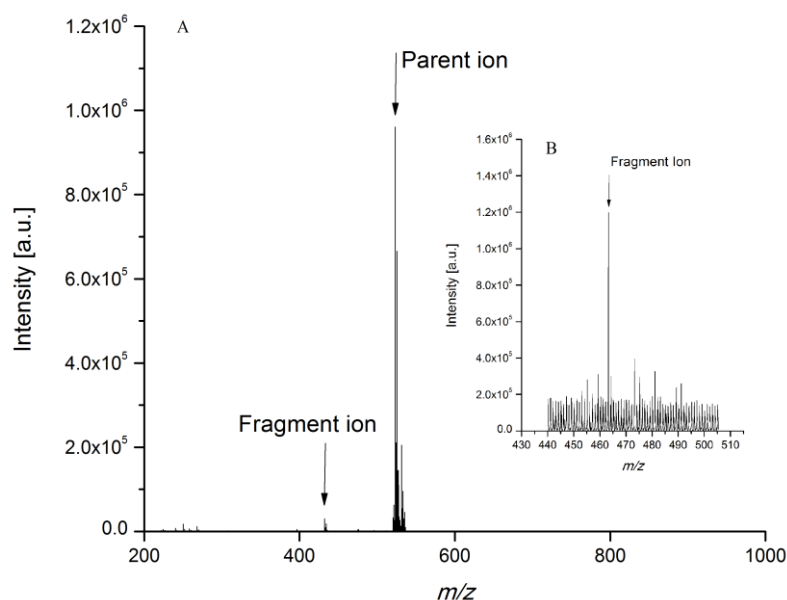 A
1.2x10⁶
1.0x10⁶
8.0x10⁵
6.0x10⁵
4.0x10⁵
2.0x10⁵
0.0
Intensity [a.u.]
Parent ion
Fragment ion
200 400 600 800 1000
m/z
B
1.6x10⁶
1.4x10⁶
1.2x10⁶
1.0x10⁶
8.0x10⁵
6.0x10⁵
4.0x10⁵
2.0x10⁵
0.0
Intensity [a.u.]
Fragment Ion
430 440 450 460 470 480 490 500 510
m/z